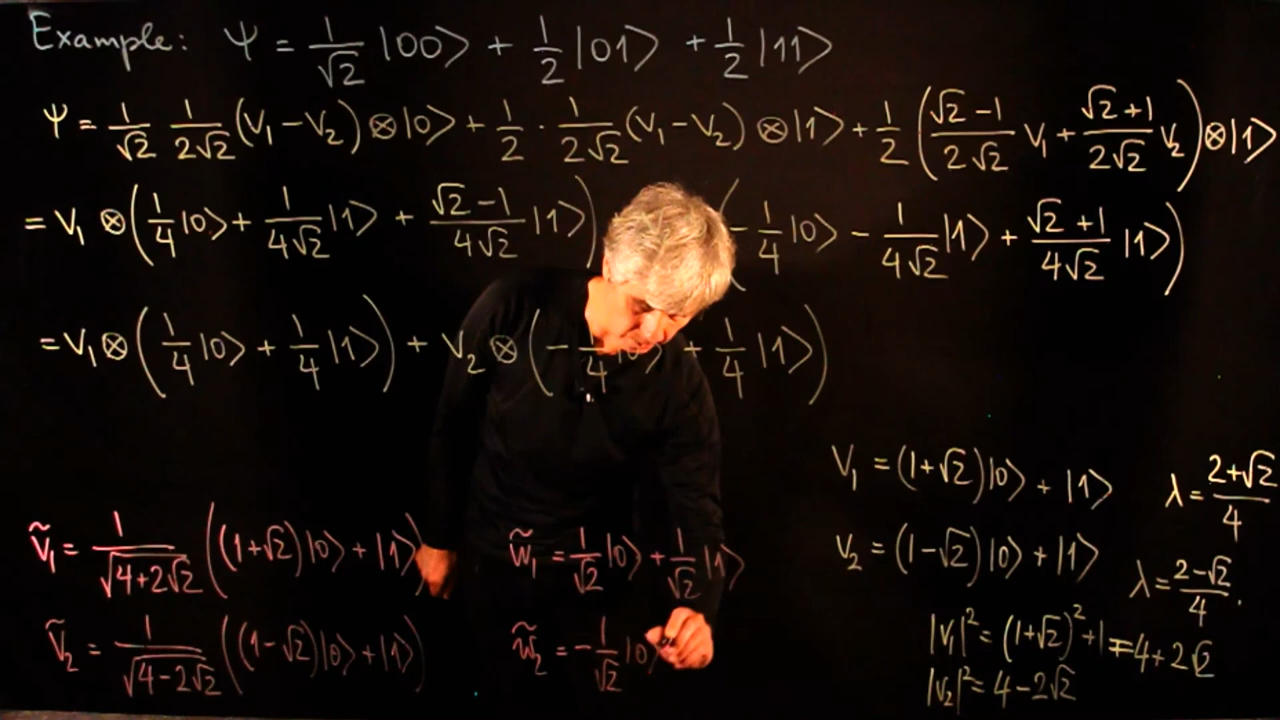 Example: Ψ = 1/√2 |00⟩ + 1/2 |01⟩ + 1/2 |11⟩
Ψ = 1/√2 1/2√2 (V₁ − V₂) ⊗ |0⟩ + 1/2 · 1/2√2 (V₁ − V₂) ⊗ |1⟩ + 1/2 ( √2 −1/2√2 V₁ + √2 +1/2√2 V₂ ) ⊗ |1⟩
= V₁ ⊗ ( 1/4 |0⟩ + 1/4√2 |1⟩ + √2 −1/4√2 |1⟩ ) ( − 1/4 |0⟩ − 1/4√2 |1⟩ + √2 +1/4√2 |1⟩ )
= V₁ ⊗ ( 1/4 |0⟩ + 1/4 |1⟩ ) + V₂ ⊗ ( − 1/4 |0⟩ + 1/4 |1⟩ )
V₁ = (1+√2)|0⟩ + |1⟩ λ = 2+√2/4
V₂ = (1−√2)|0⟩ + |1⟩ λ = 2−√2/4.
Ṽ₁ = 1/√(4+2√2) ((1+√2)|0⟩ + |1⟩) w̃₁ = 1/√2 |0⟩ + 1/√2 |1⟩
Ṽ₂ = 1/√(4−2√2) ((1−√2)|0⟩ + |1⟩) w̃₂ = − 1/√2 |0⟩
|V₁|² = (1+√2)² + 1 = 4+2√2
|V₂|² = 4−2√2